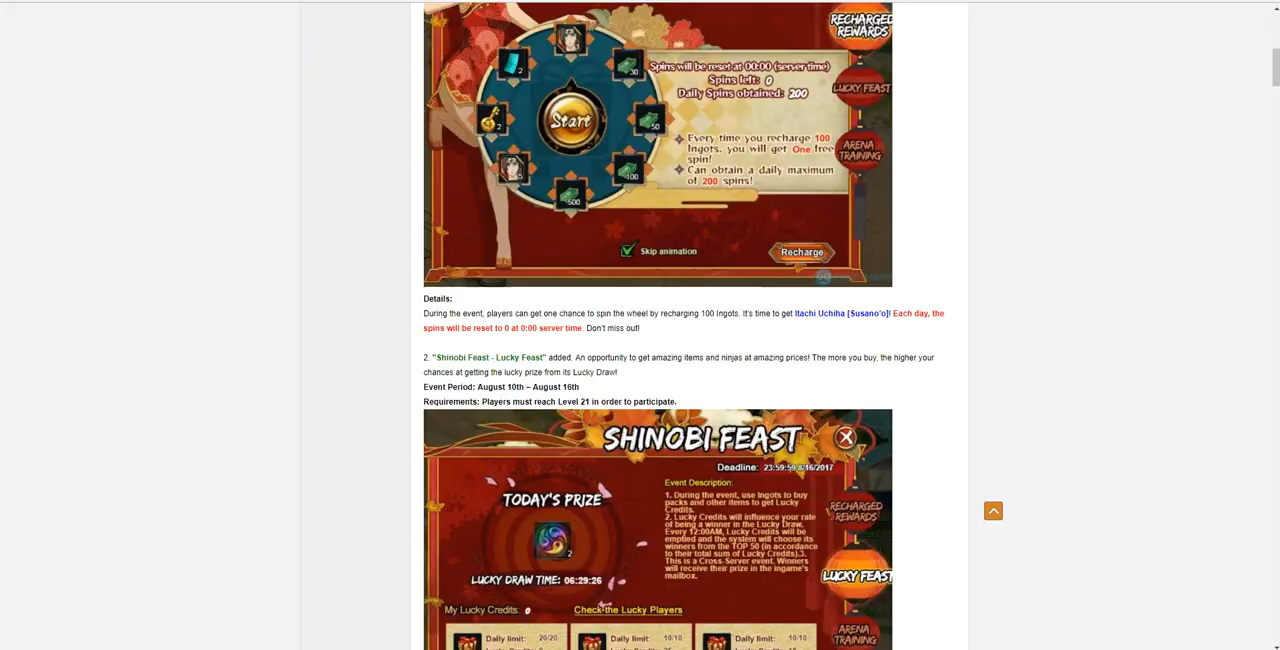 RECHARGED
REWARDS
2
30
Spins will be reset at 00:00 (server time)
Spins left: 0
Daily Spins obtained: 200
LUCKY FEAST
2
Start
50
Every time you recharge 100
Ingots, you will get One free
spin!
ARENA
TRAINING
5
100
Can obtain a daily maximum
of 200 spins!
500
Skip animation
Recharge
Details:
During the event, players can get one chance to spin the wheel by recharging 100 Ingots. It's time to get Itachi Uchiha [Susano'o]! Each day, the
spins will be reset to 0 at 0:00 server time. Don't miss out!
2. "Shinobi Feast - Lucky Feast" added. An opportunity to get amazing items and ninjas at amazing prices! The more you buy, the higher your
chances at getting the lucky prize from its Lucky Draw!
Event Period: August 10th – August 16th
Requirements: Players must reach Level 21 in order to participate.
SHINOBI FEAST
Deadline: 23:59:59 8/16/2017
TODAY'S PRIZE
2
LUCKY DRAW TIME: 06:29:26
Event Description:
1. During the event, use Ingots to buy
packs and other items to get Lucky
Credits.
2. Lucky Credits will influence your rate
of being a winner in the Lucky Draw.
Every 12:00AM, Lucky Credits will be
emptied and the system will choose its
winners from the TOP 50 (in accordance
to their total sum of Lucky Credits).3.
This is a Cross-Server event. Winners
will receive their prize in the ingame's
mailbox.
RECHARGED
REWARDS
LUCKY FEAST
ARENA
TRAINING
My Lucky Credits: 0
Check the Lucky Players
Daily limit: 20/20
Daily limit: 10/10
Daily limit: 10/10